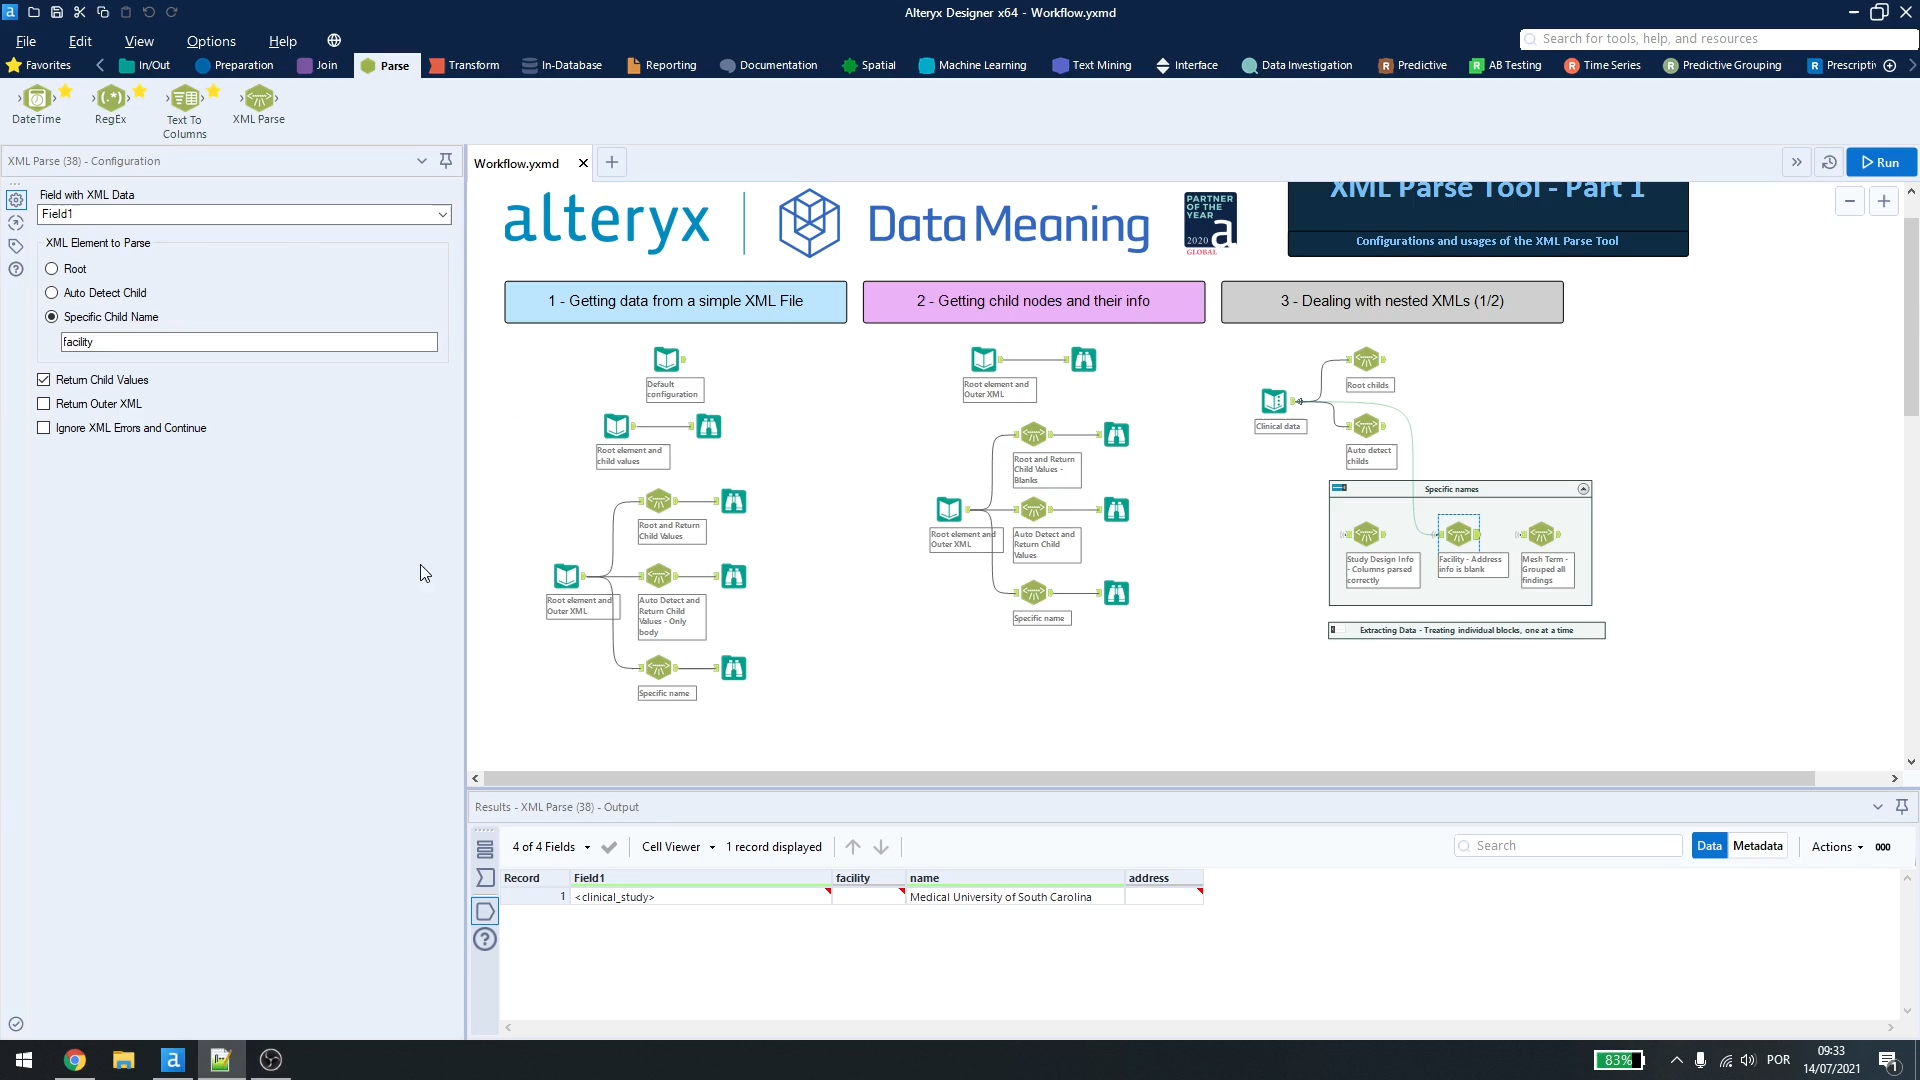 Alteryx Designer x64 - Workflow.yxmd
File Edit View Options Help
Search for tools, help, and resources
Favorites In/Out Preparation Join Parse Transform In-Database Reporting Documentation Spatial Machine Learning Text Mining Interface Data Investigation Predictive AB Testing Time Series Predictive Grouping Prescripti
DateTime RegEx Text To Columns XML Parse
XML Parse (38) - Configuration
Field with XML Data
Field1
XML Element to Parse
Root
Auto Detect Child
Specific Child Name
facility
Return Child Values
Return Outer XML
Ignore XML Errors and Continue
Workflow.yxmd
Run
alteryx
Data Meaning
PARTNER
OF THE
YEAR
2020
GLOBAL
XML Parse Tool - Part 1
Configurations and usages of the XML Parse Tool
1 - Getting data from a simple XML File
2 - Getting child nodes and their info
3 - Dealing with nested XMLs (1/2)
Default
configuration
Root element and
child values
Root and Return
Child Values
Root element and
Outer XML
Auto Detect and
Return Child
Values - Only
body
Specific name
Root element and
Outer XML
Root and Return
Child Values -
Blanks
Root element and
Outer XML
Auto Detect and
Return Child
Values
Specific name
Root childs
Clinical data
Auto detect
childs
Specific names
Study Design Info
- Columns parsed
correctly
Facility - Address
info is blank
Mesh Term -
Grouped all
findings
Extracting Data - Treating individual blocks, one at a time
Results - XML Parse (38) - Output
4 of 4 Fields Cell Viewer 1 record displayed Search Data Metadata Actions 000
Record Field1 facility name address
1 <clinical_study> Medical University of South Carolina
83% POR
09:33
14/07/2021
1